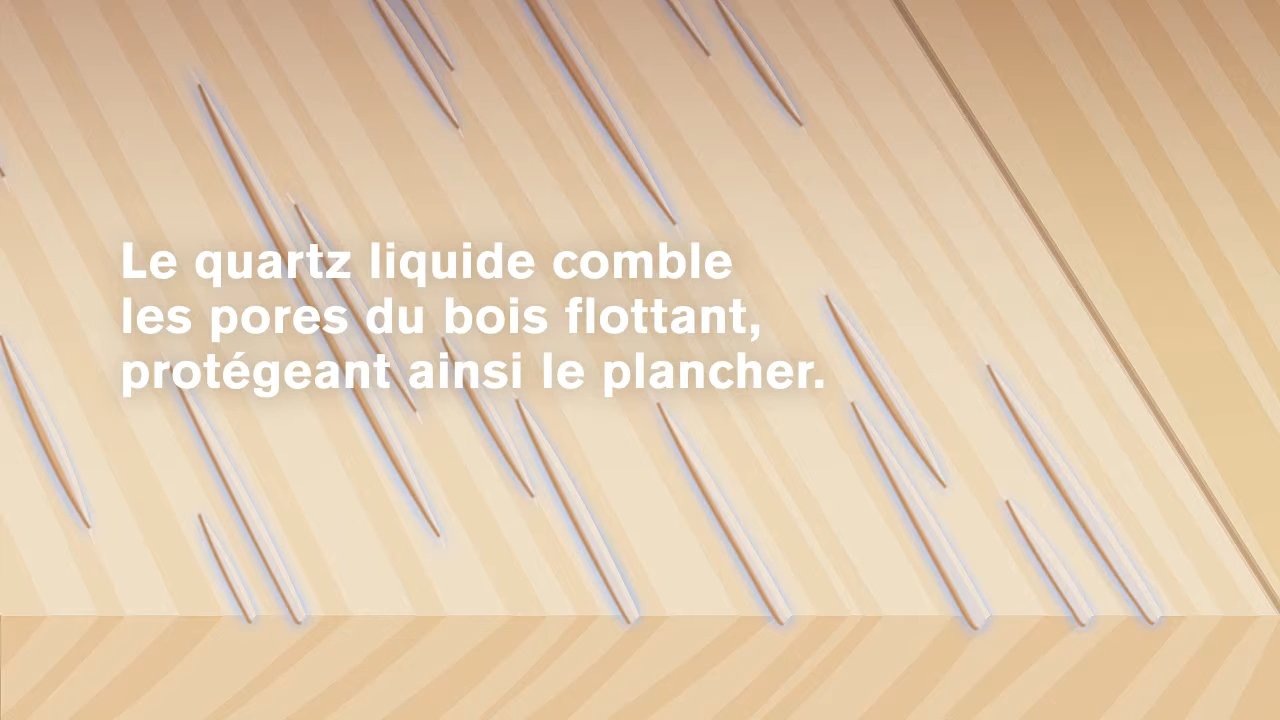 Le quartz liquide comble
les pores du bois flottant,
protégeant ainsi le plancher.